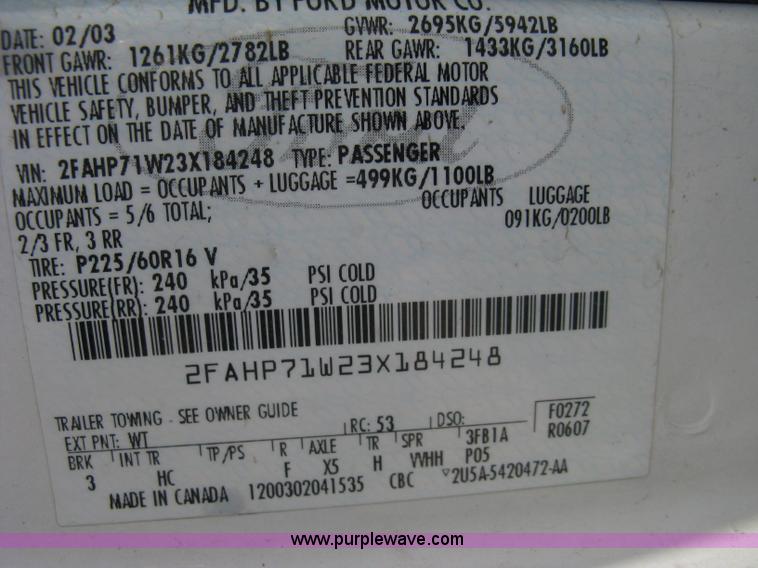 MFD. BY FORD MOTOR CO.
DATE: 02/03 GVWR: 2695KG/5942LB
FRONT GAWR: 1261KG/2782LB REAR GAWR: 1433KG/3160LB
THIS VEHICLE CONFORMS TO ALL APPLICABLE FEDERAL MOTOR
VEHICLE SAFETY, BUMPER, AND THEFT PREVENTION STANDARDS
IN EFFECT ON THE DATE OF MANUFACTURE SHOWN ABOVE.
VIN: 2FAHP71W23X184248 TYPE: PASSENGER
MAXIMUM LOAD = OCCUPANTS + LUGGAGE =499KG/1100LB
OCCUPANTS = 5/6 TOTAL; OCCUPANTS LUGGAGE
2/3 FR, 3 RR 091KG/0200LB
TIRE: P225/60R16 V
PRESSURE(FR): 240 kPa/35 PSI COLD
PRESSURE(RR): 240 kPa/35 PSI COLD
2FAHP71W23X184248
TRAILER TOWING - SEE OWNER GUIDE
EXT PNT: WT RC: 53 DSO: F0272
BRK INT TR TP/PS R AXLE TR SPR 3FB1A R0607
3 HC F X5 H VVHH P05
MADE IN CANADA 1200302041535 CBC ▽2U5A-5420472-AA
www.purplewave.com